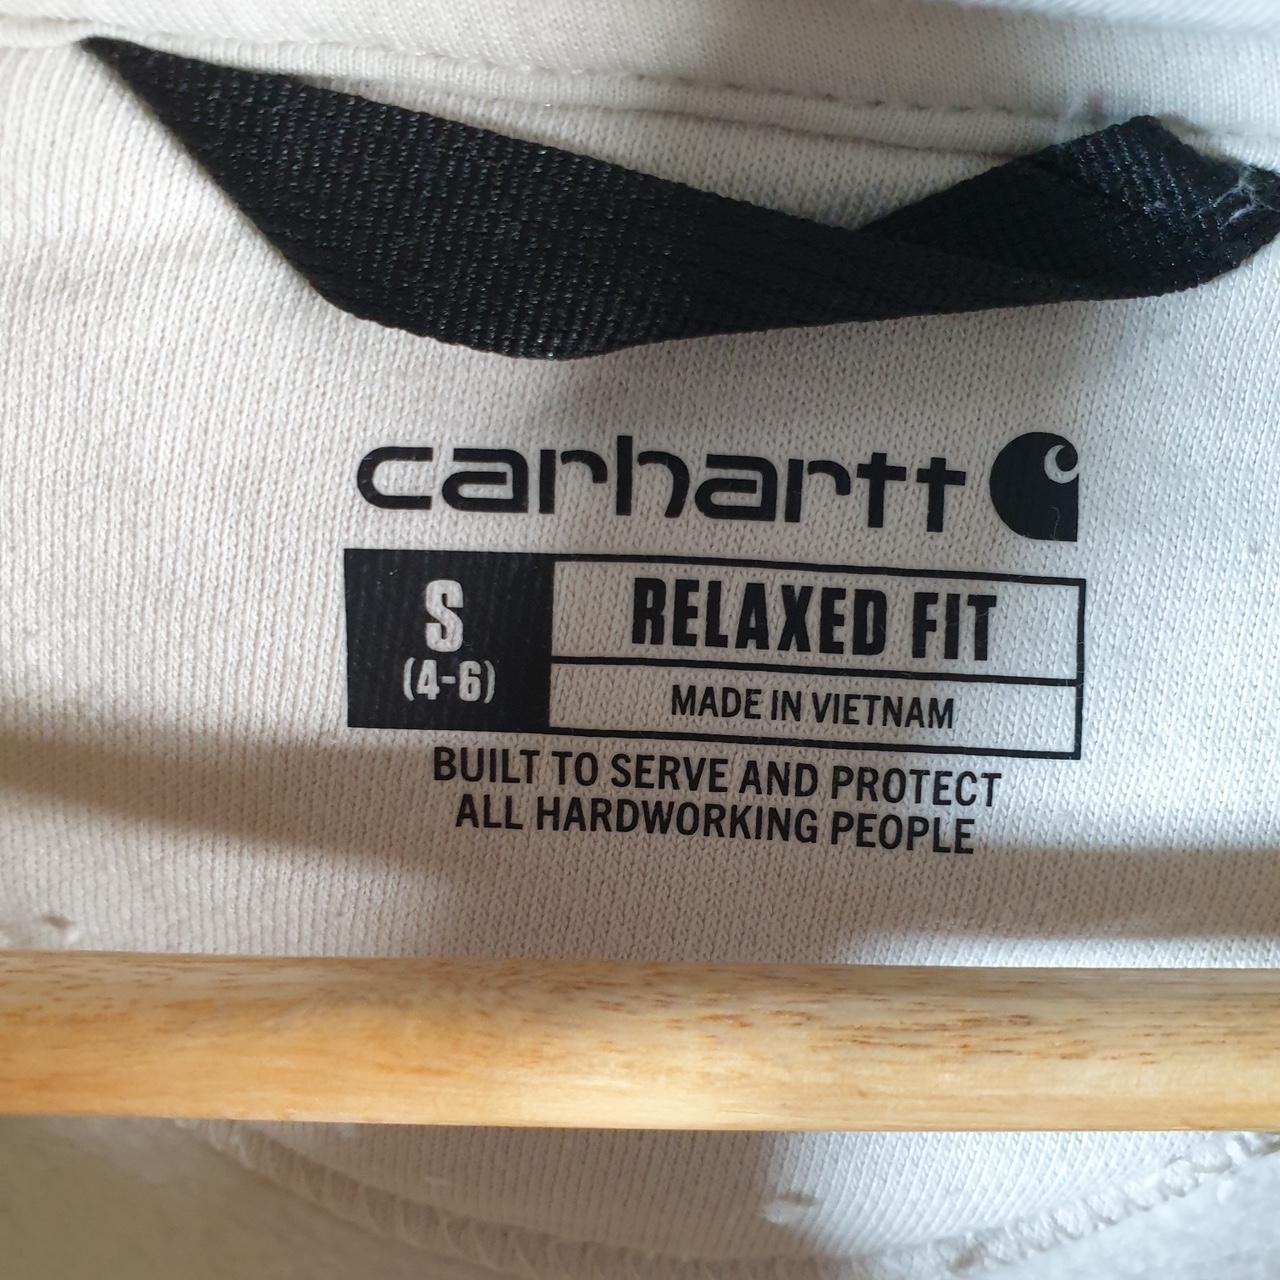 carhartt
S
(4-6)
RELAXED FIT
MADE IN VIETNAM
BUILT TO SERVE AND PROTECT
ALL HARDWORKING PEOPLE